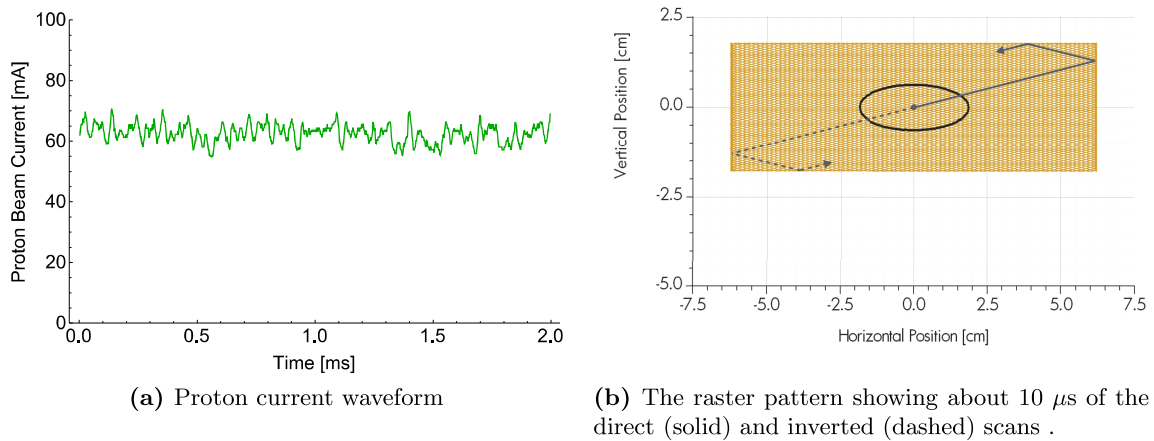 100
80
60
40
20
0
Proton Beam Current [mA]
0.0 0.5 1.0 1.5 2.0
Time [ms]
(a) Proton current waveform
2.5
0.0
-2.5
-5.0
Vertical Position [cm]
-7.5 -5.0 -2.5 0.0 2.5 5.0 7.5
Horizontal Position [cm]
(b) The raster pattern showing about 10 μs of the
direct (solid) and inverted (dashed) scans .